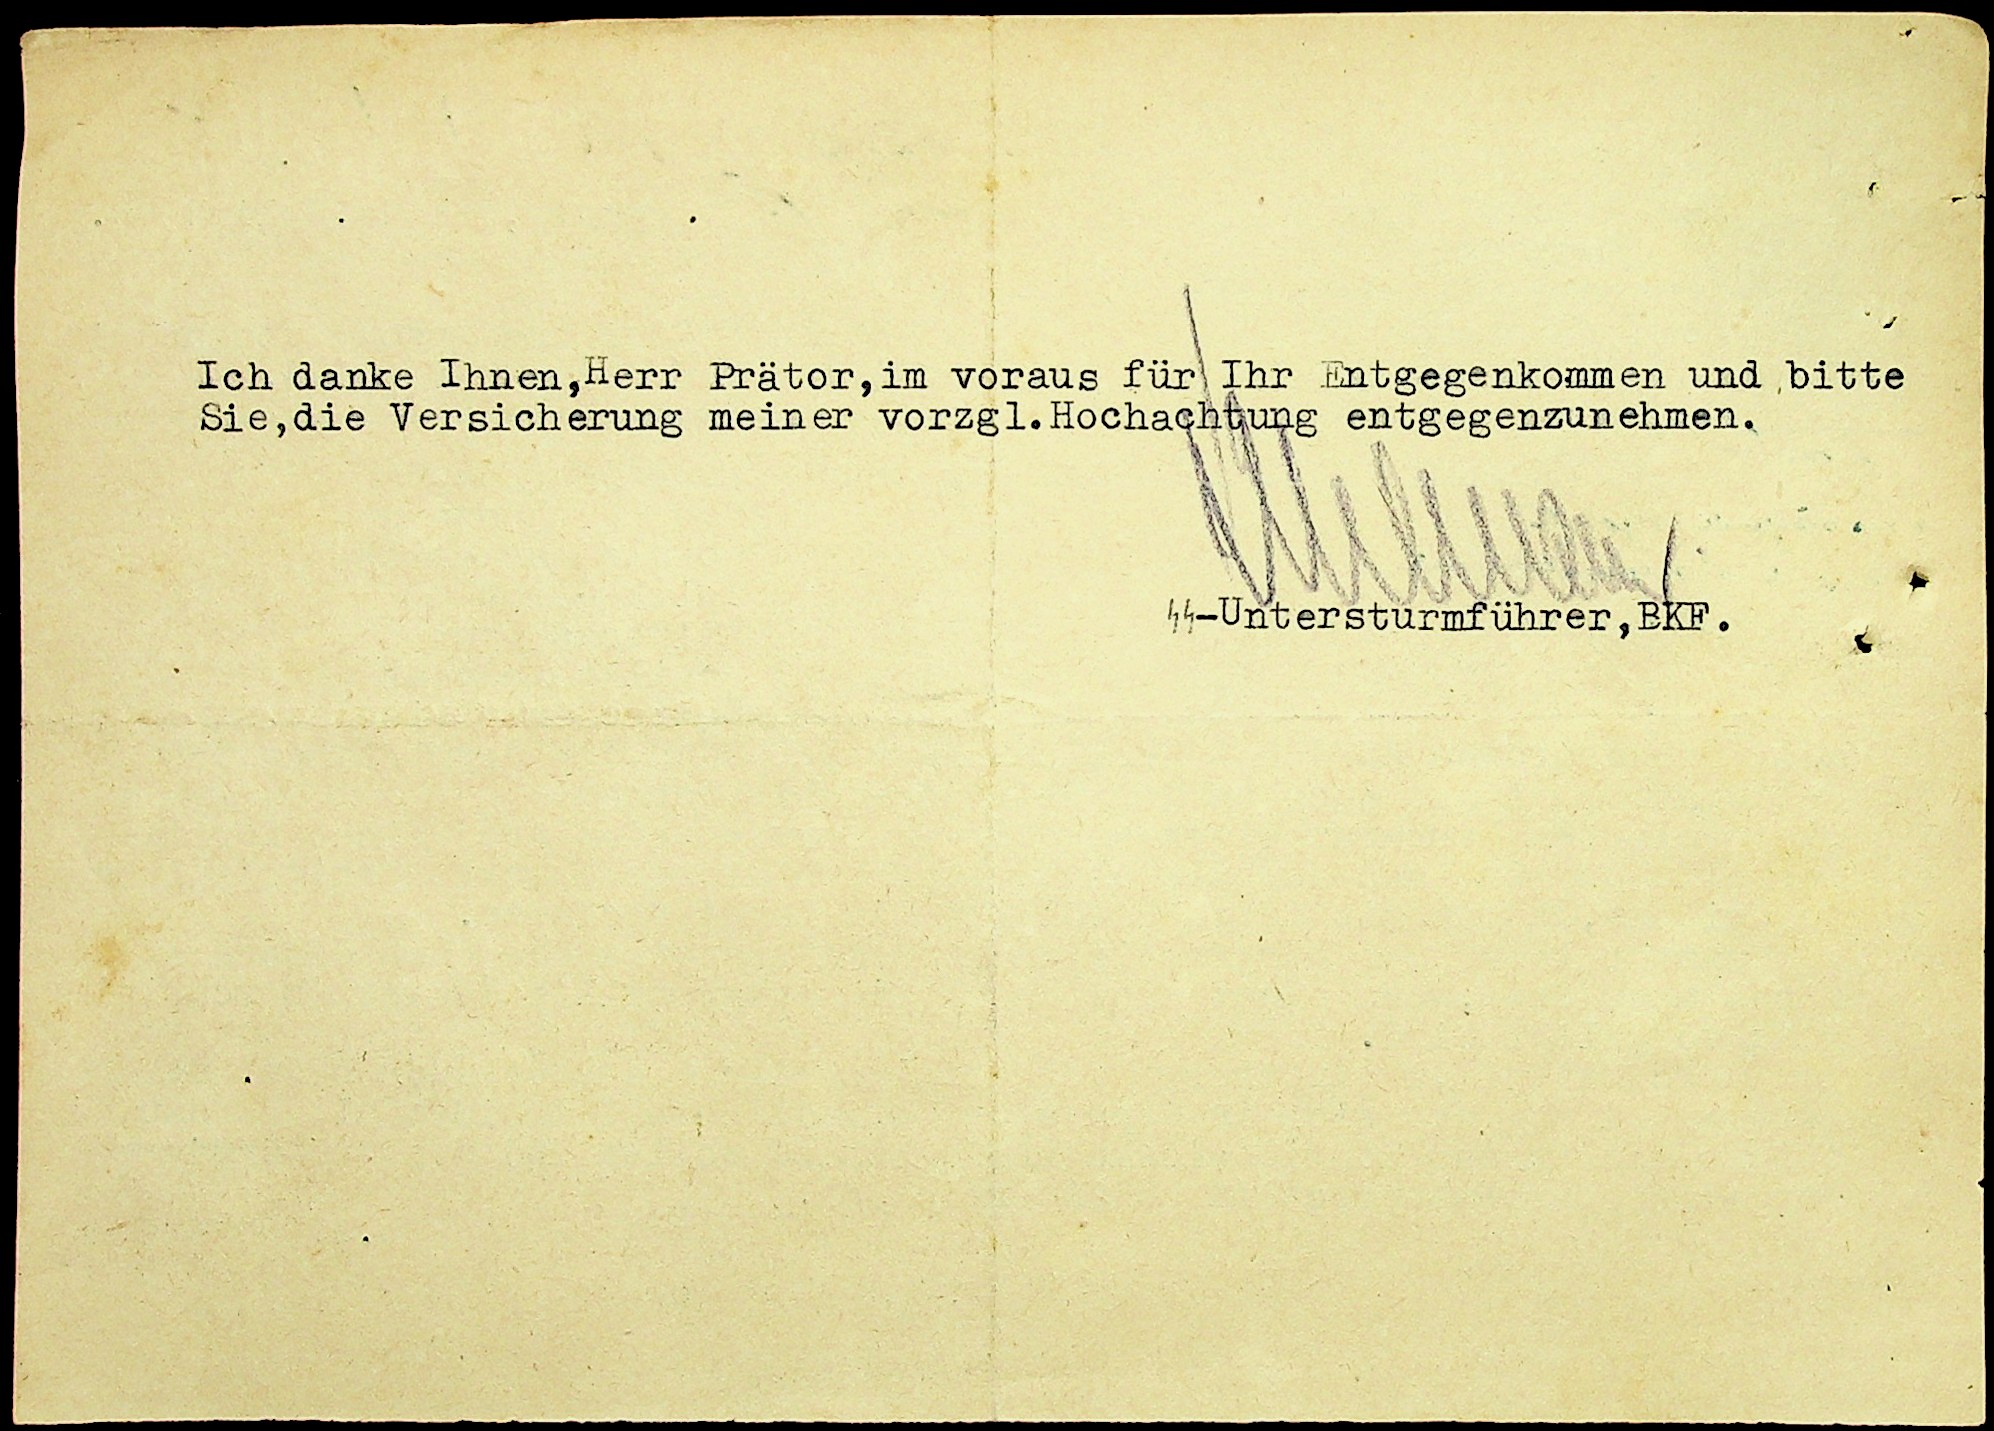 Ich danke Ihnen,Herr Prätor,im voraus für Ihr Entgegenkommen und bitte
Sie,die Versicherung meiner vorzgl.Hochachtung entgegenzunehmen.
ϟϟ-Untersturmführer,BKF.